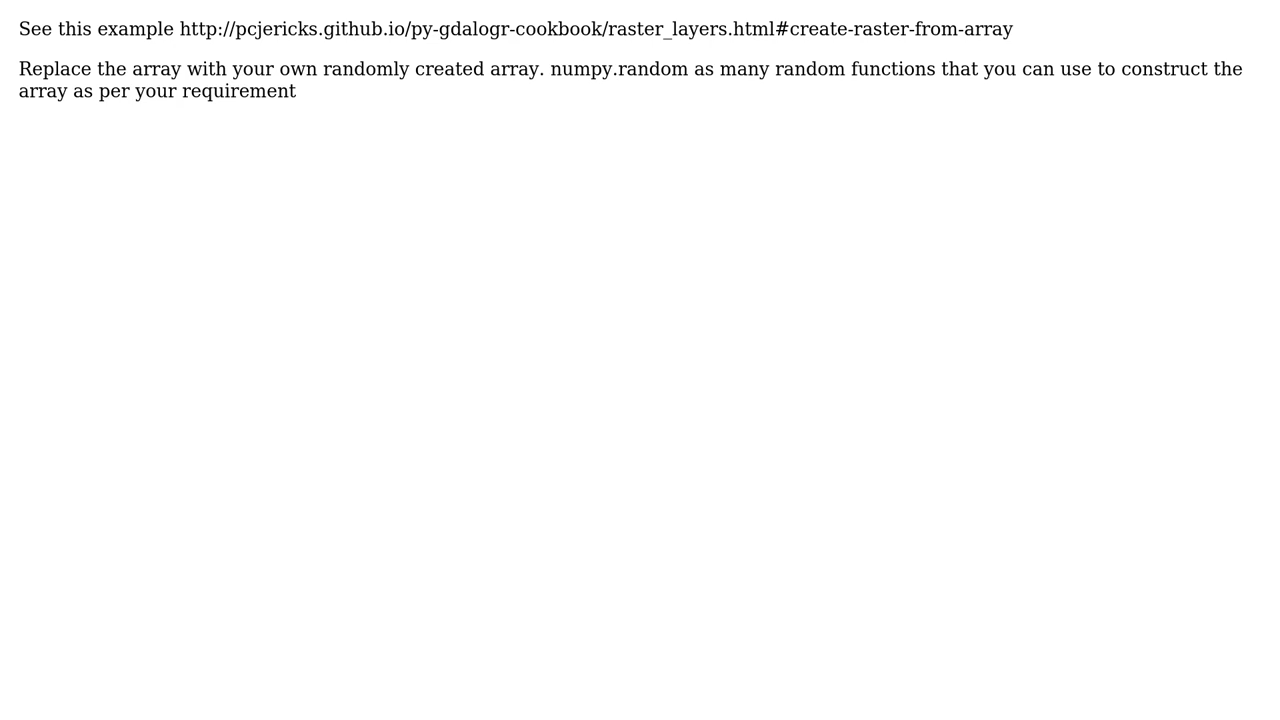 See this example http://pcjericks.github.io/py-gdalogr-cookbook/raster_layers.html#create-raster-from-array
Replace the array with your own randomly created array. numpy.random as many random functions that you can use to construct the
array as per your requirement